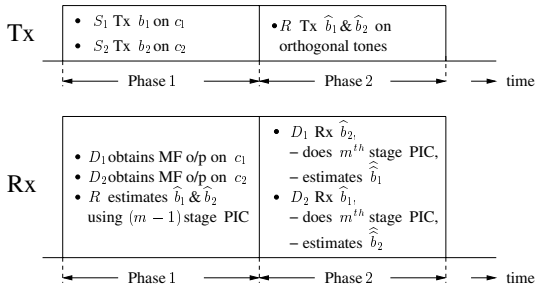 Tx
• S₁ Tx b₁ on c₁
• S₂ Tx b₂ on c₂
• R Tx b̂₁ & b̂₂ on
orthogonal tones
Phase 1
Phase 2
time
Rx
• D₁ obtains MF o/p on c₁
• D₂ obtains MF o/p on c₂
• R estimates b̂₁ & b̂₂
using (m − 1) stage PIC
• D₁ Rx b̂₂,
– does mᵗʰ stage PIC,
– estimates b̂̂₁
• D₂ Rx b̂₁,
– does mᵗʰ stage PIC,
– estimates b̂̂₂
Phase 1
Phase 2
time